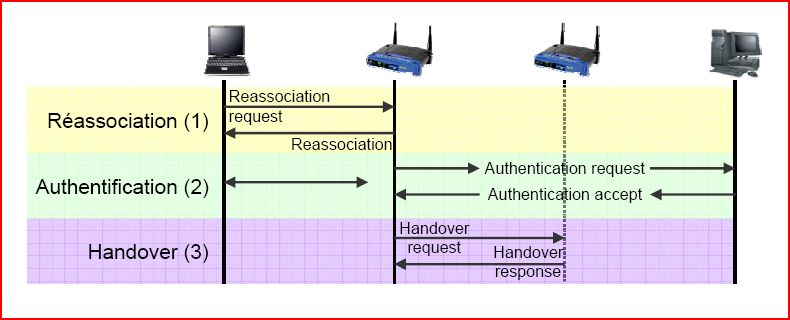 Reassociation
request
Réassociation (1)
Reassociation
Authentication request
Authentification (2)
Authentication accept
Handover
request
Handover (3)
Handover
response